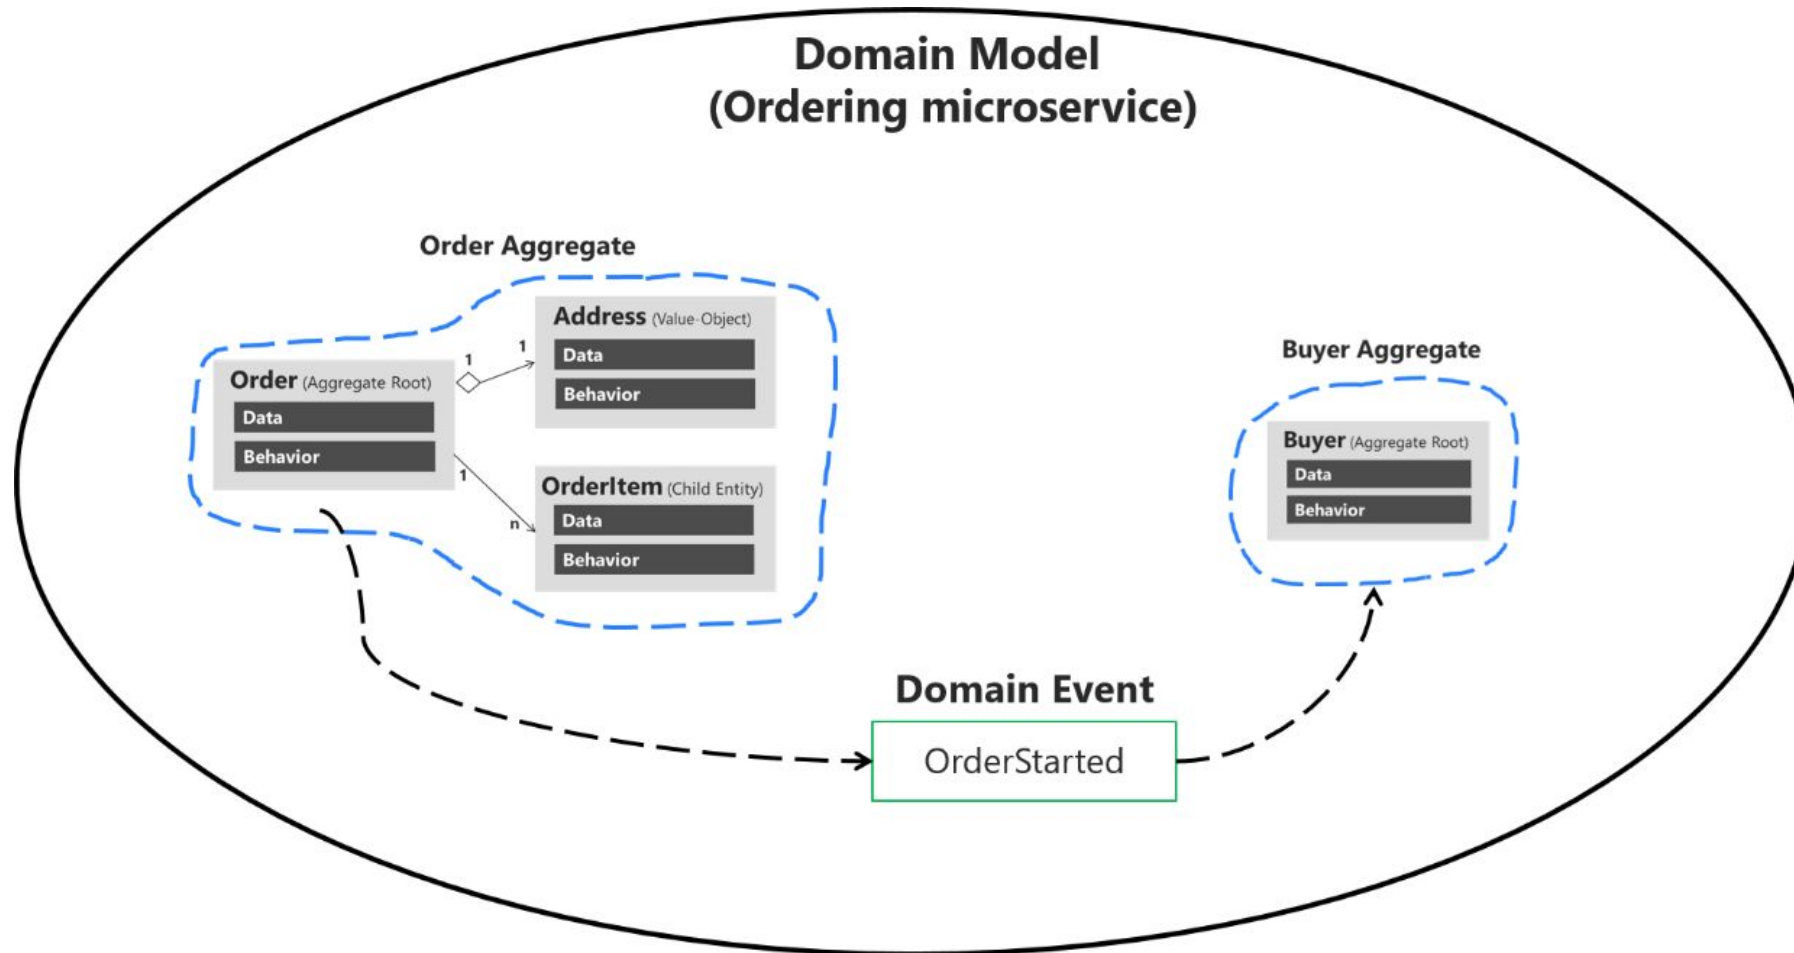 Domain Model
(Ordering microservice)
Order Aggregate
Address (Value-Object)
Data
Behavior
1
1
Order (Aggregate Root)
Data
Behavior
1
n
OrderItem (Child Entity)
Data
Behavior
Buyer Aggregate
Buyer (Aggregate Root)
Data
Behavior
Domain Event
OrderStarted